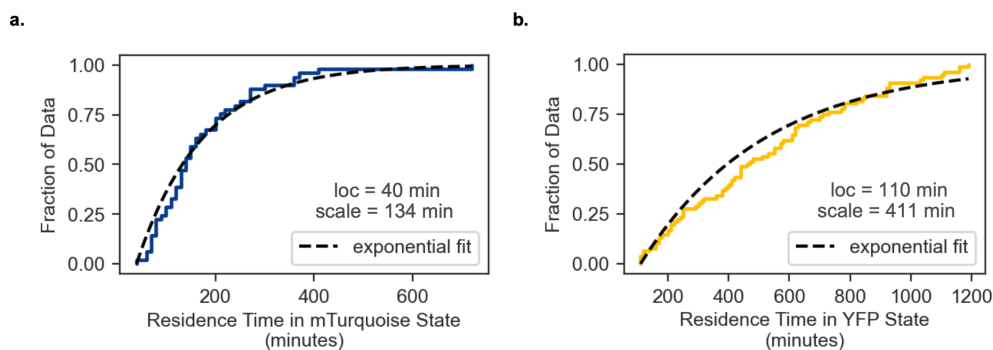 a.
Fraction of Data
1.00
0.75
0.50
0.25
0.00
loc = 40 min
scale = 134 min
exponential fit
200
400
600
Residence Time in mTurquoise State
(minutes)
b.
Fraction of Data
1.00
0.75
0.50
0.25
0.00
loc = 110 min
scale = 411 min
exponential fit
200
400
600
800
1000
1200
Residence Time in YFP State
(minutes)